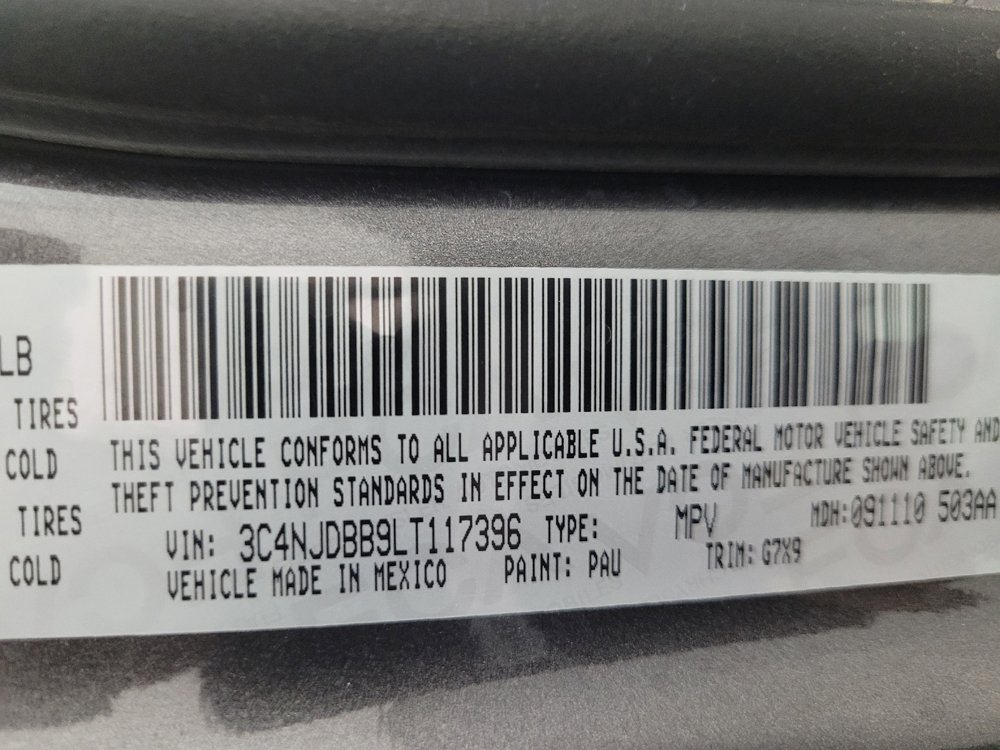 LB
TIRES
COLD
TIRES
COLD
THIS VEHICLE CONFORMS TO ALL APPLICABLE U.S.A. FEDERAL MOTOR VEHICLE SAFETY AND
THEFT PREVENTION STANDARDS IN EFFECT ON THE DATE OF MANUFACTURE SHOWN ABOVE.
VIN: 3C4NJDBB9LT117396 TYPE: MPV MDH:091110 503AA
VEHICLE MADE IN MEXICO PAINT: PAU TRIM: G7X9